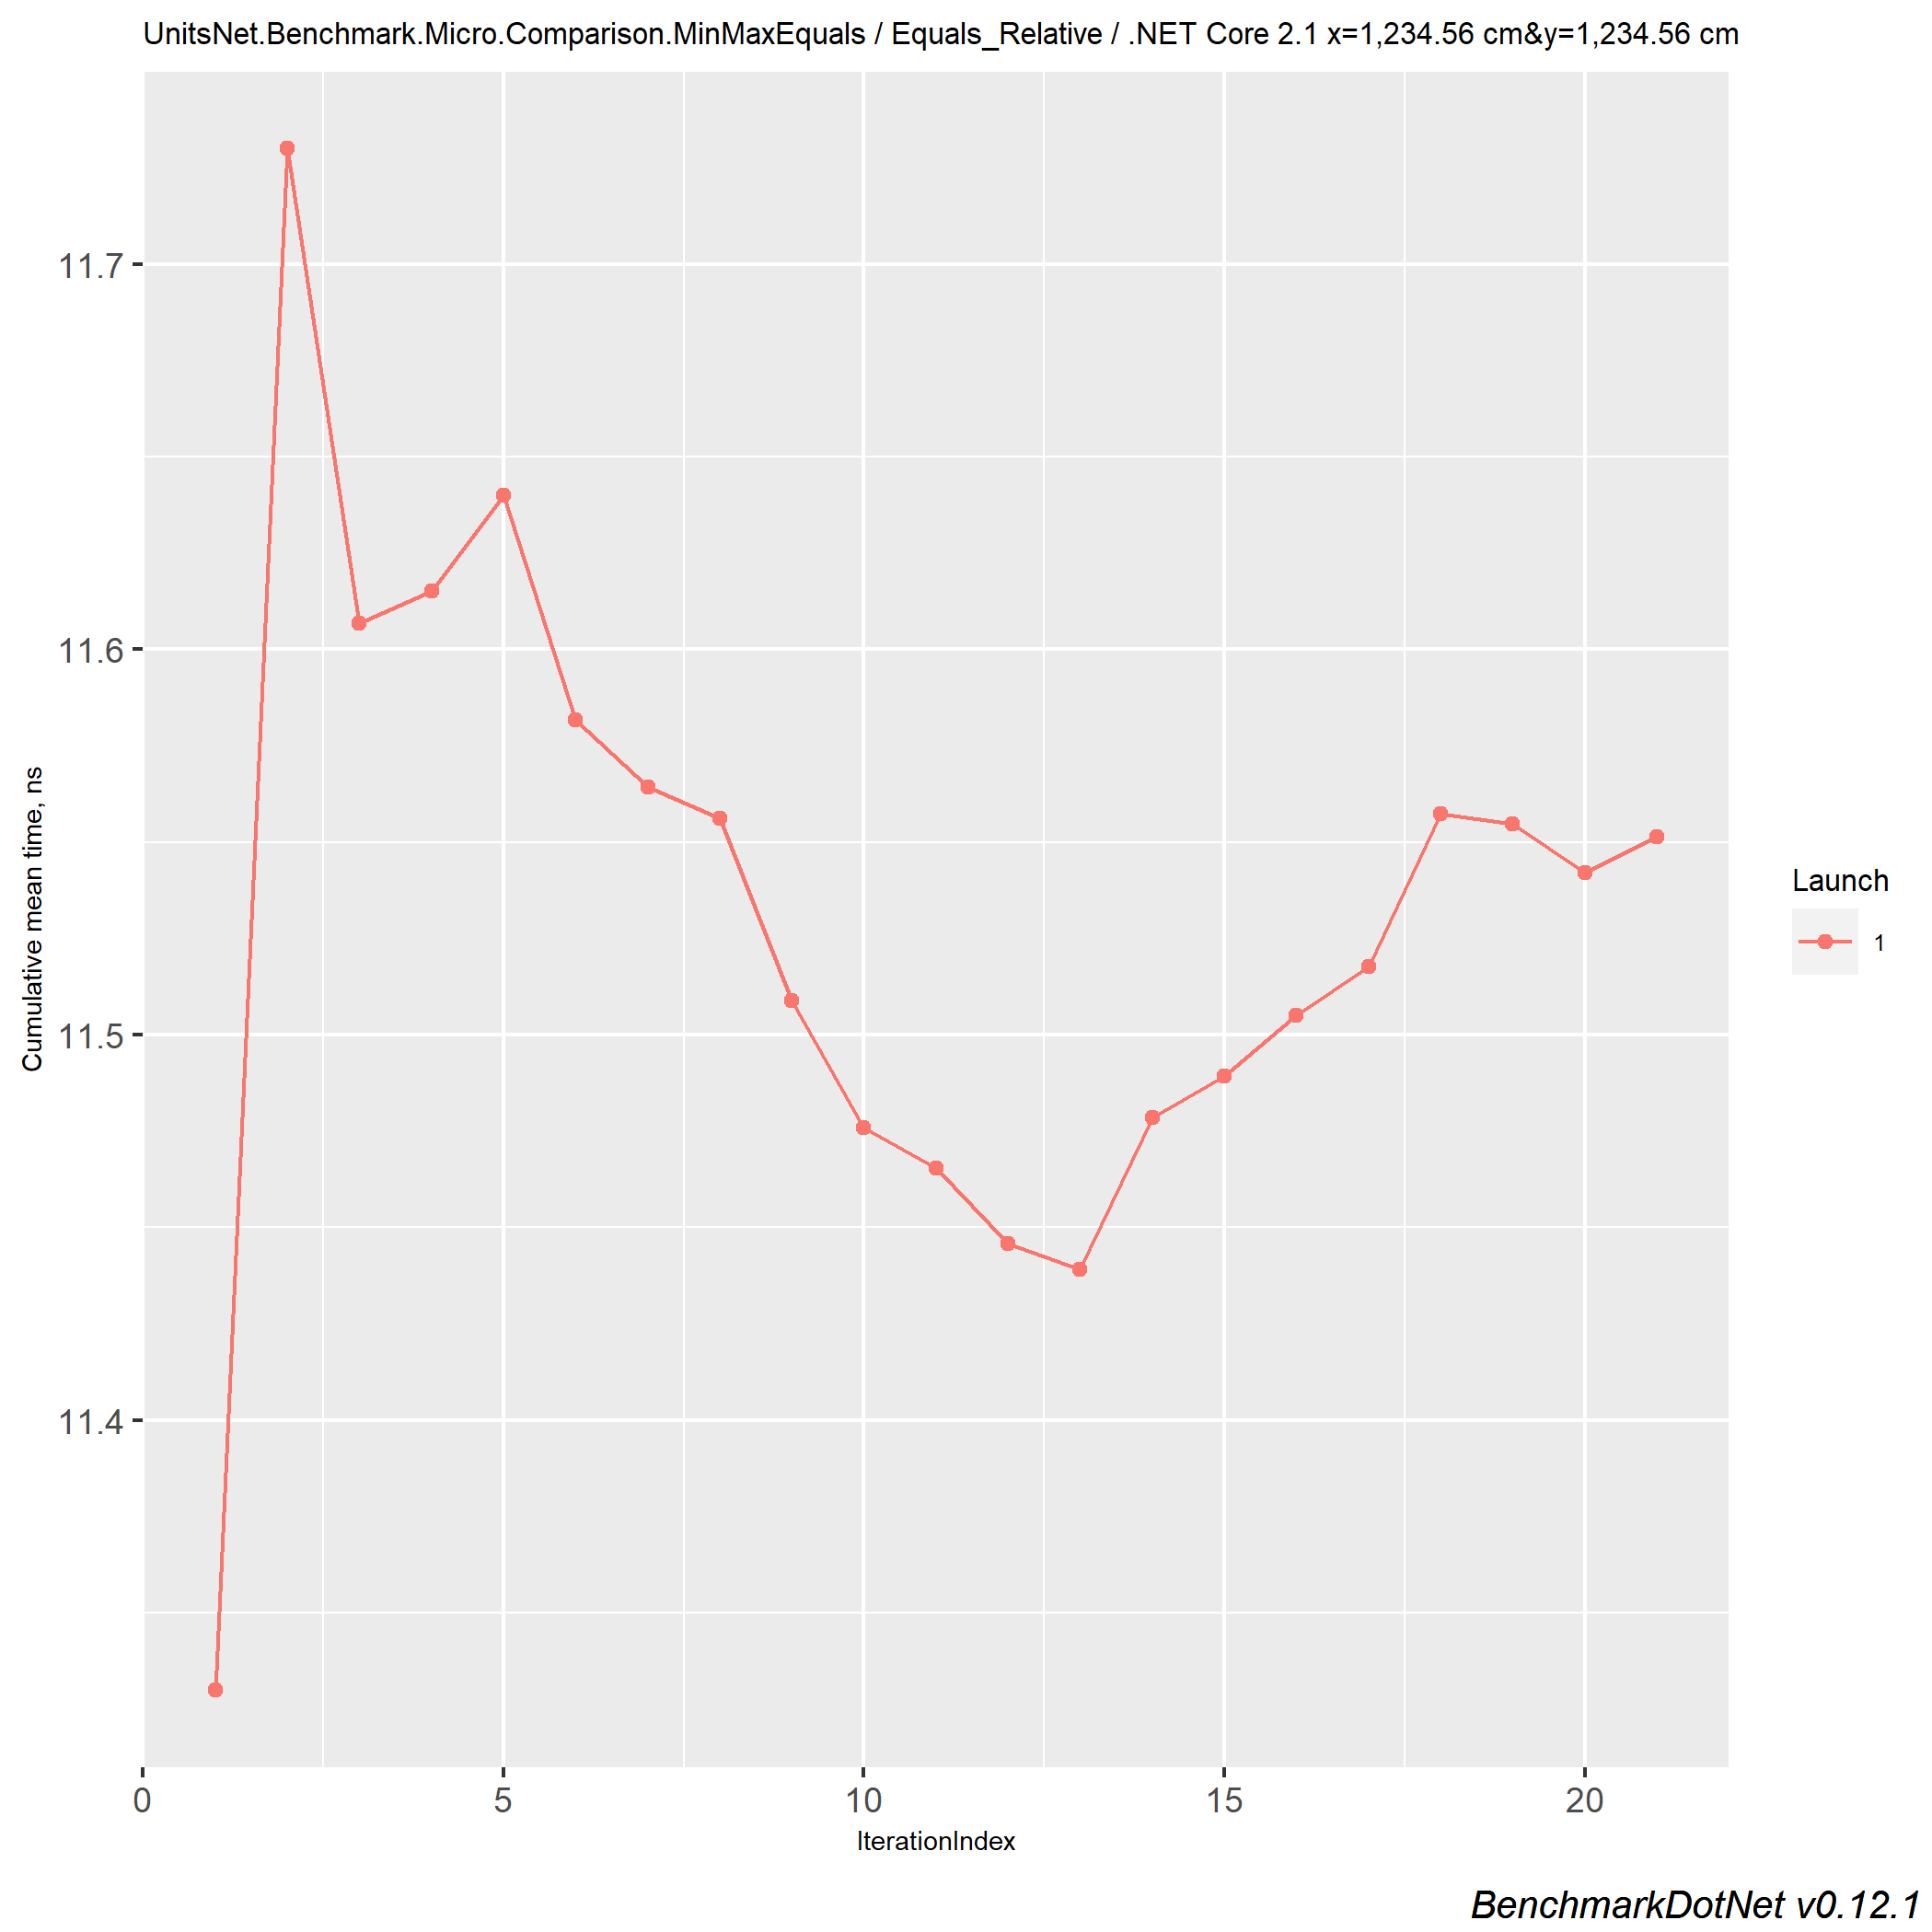 UnitsNet.Benchmark.Micro.Comparison.MinMaxEquals / Equals_Relative / .NET Core 2.1 x=1,234.56 cm&y=1,234.56 cm
Cumulative mean time, ns
11.7
11.6
11.5
11.4
0 5 10 15 20
IterationIndex
Launch
1
BenchmarkDotNet v0.12.1